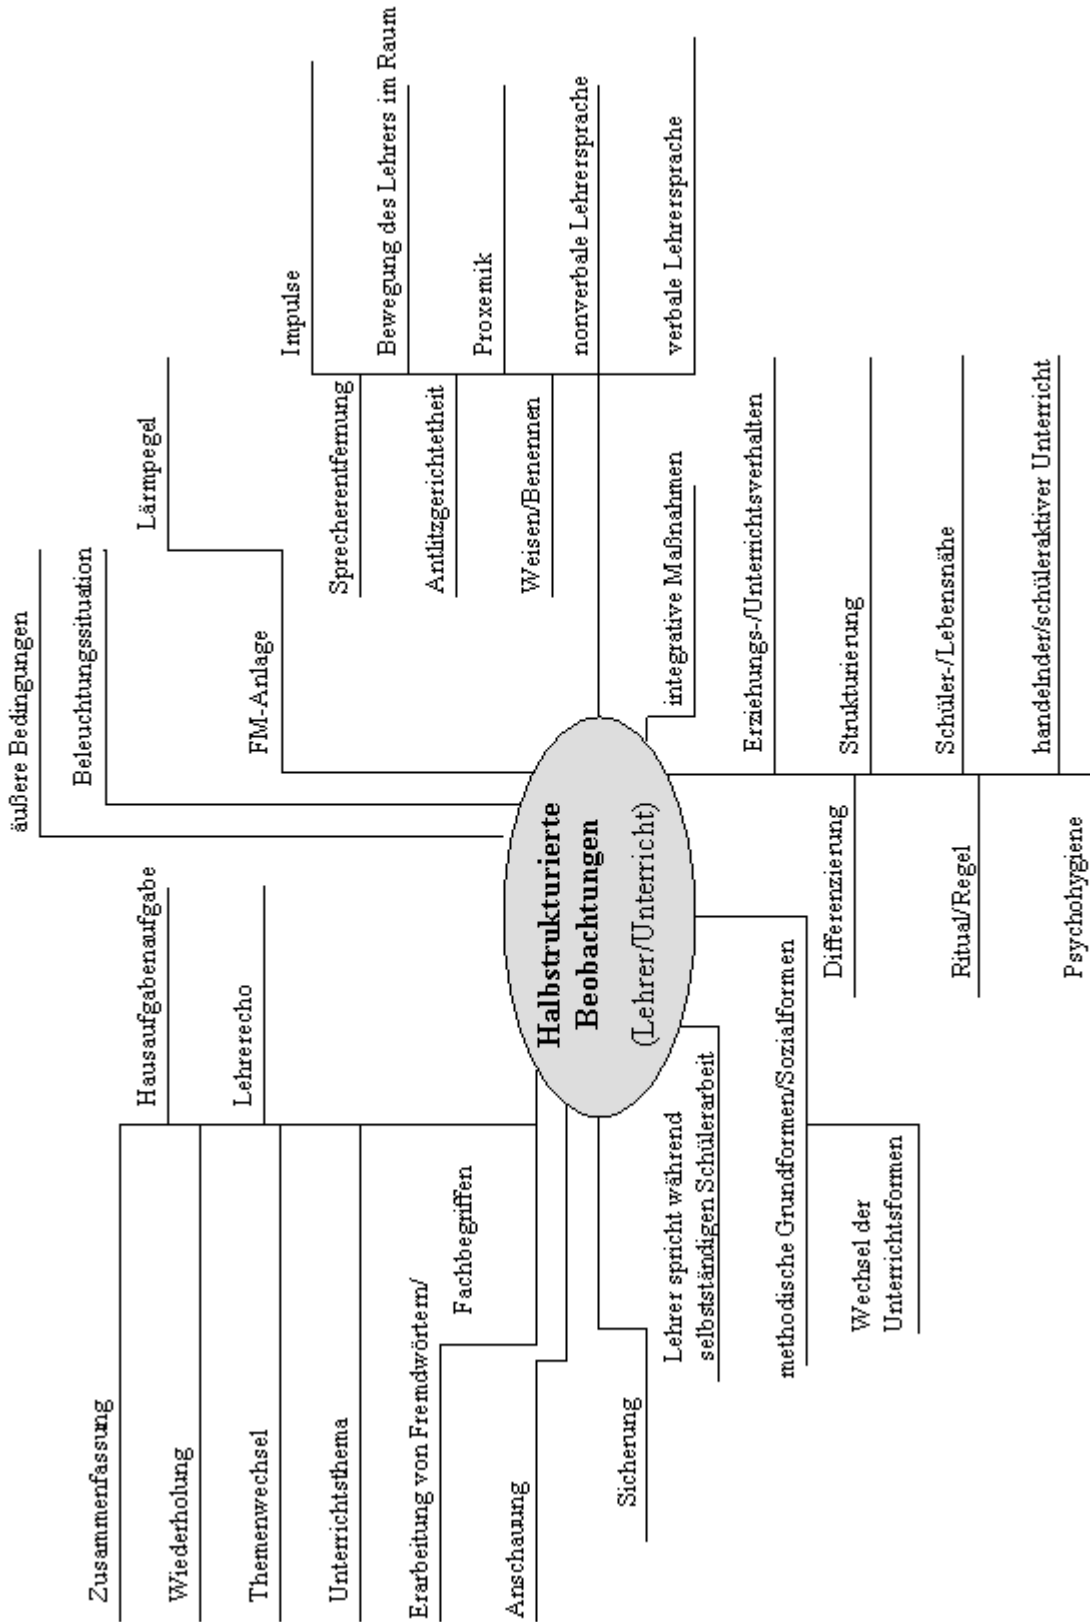 Zusammenfassung
Wiederholung
Themenwechsel
Unterrichtsthema
Erarbeitung von Fremdwörtern/
Fachbegriffen
Anschauung
Sicherung
Hausaufgabenaufgabe
Lehrerecho
Lehrer spricht während
selbstständigen Schülerarbeit
methodische Grundformen/Sozialformen
Wechsel der
Unterrichtsformen
Halbstrukturierte
Beobachtungen
(Lehrer/Unterricht)
äußere Bedingungen
Beleuchtungssituation
FM-Anlage
Lärmpegel
Impulse
Sprecherentfernung
Bewegung des Lehrers im Raum
Antlitzgerichtetheit
Proxemik
Weisen/Benennen
nonverbale Lehrersprache
verbale Lehrersprache
integrative Maßnahmen
Erziehungs-/Unterrichtsverhalten
Differenzierung
Strukturierung
Schüler-/Lebensnähe
Ritual/Regel
handelnder/schüleraktiver Unterricht
Psychohygiene